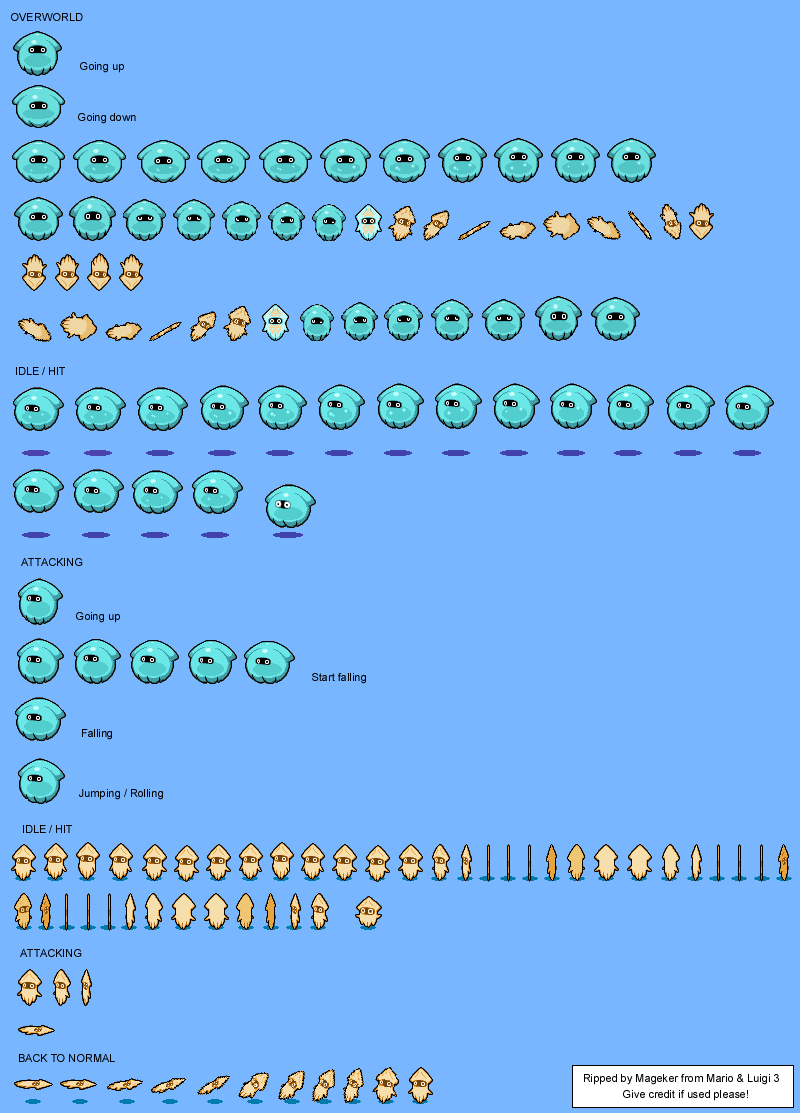 OVERWORLD
Going up
Going down
IDLE / HIT
ATTACKING
Going up
Start falling
Falling
Jumping / Rolling
IDLE / HIT
ATTACKING
BACK TO NORMAL
Ripped by Mageker from Mario & Luigi 3
Give credit if used please!